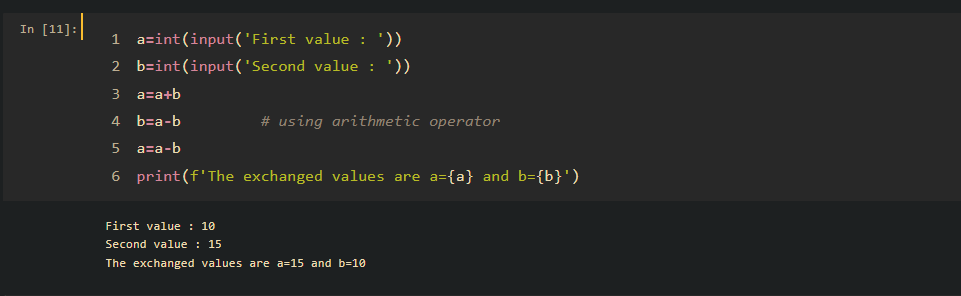 In [11]:
1 a=int(input('First value : '))
2 b=int(input('Second value : '))
3 a=a+b
4 b=a-b         # using arithmetic operator
5 a=a-b
6 print(f'The exchanged values are a={a} and b={b}')
First value : 10
Second value : 15
The exchanged values are a=15 and b=10